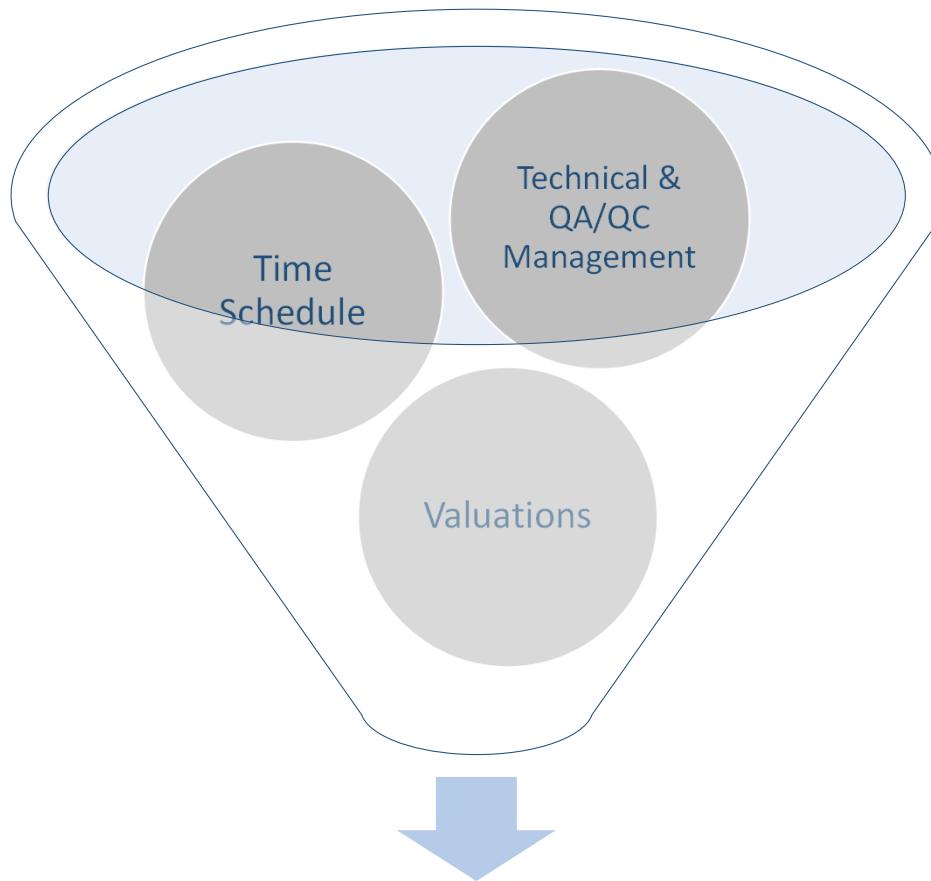 Technical &
QA/QC
Management
Time
Schedule
Valuations